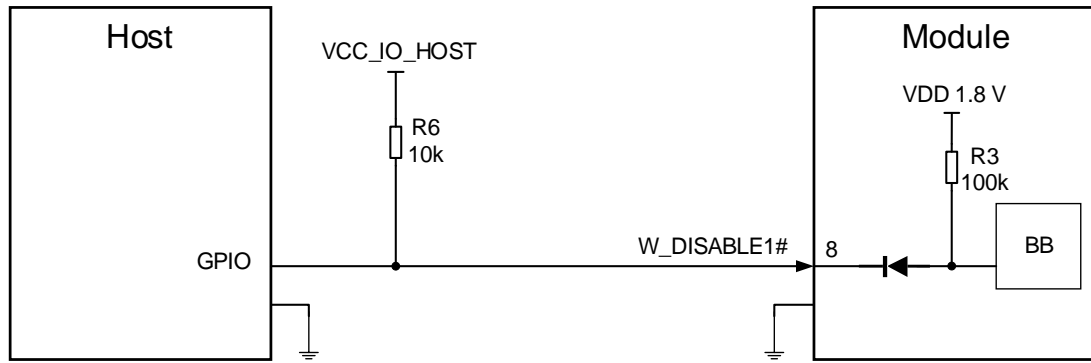 Host
VCC_IO_HOST
R6
10k
GPIO
W_DISABLE1#
Module
VDD 1.8 V
R3
100k
8
BB